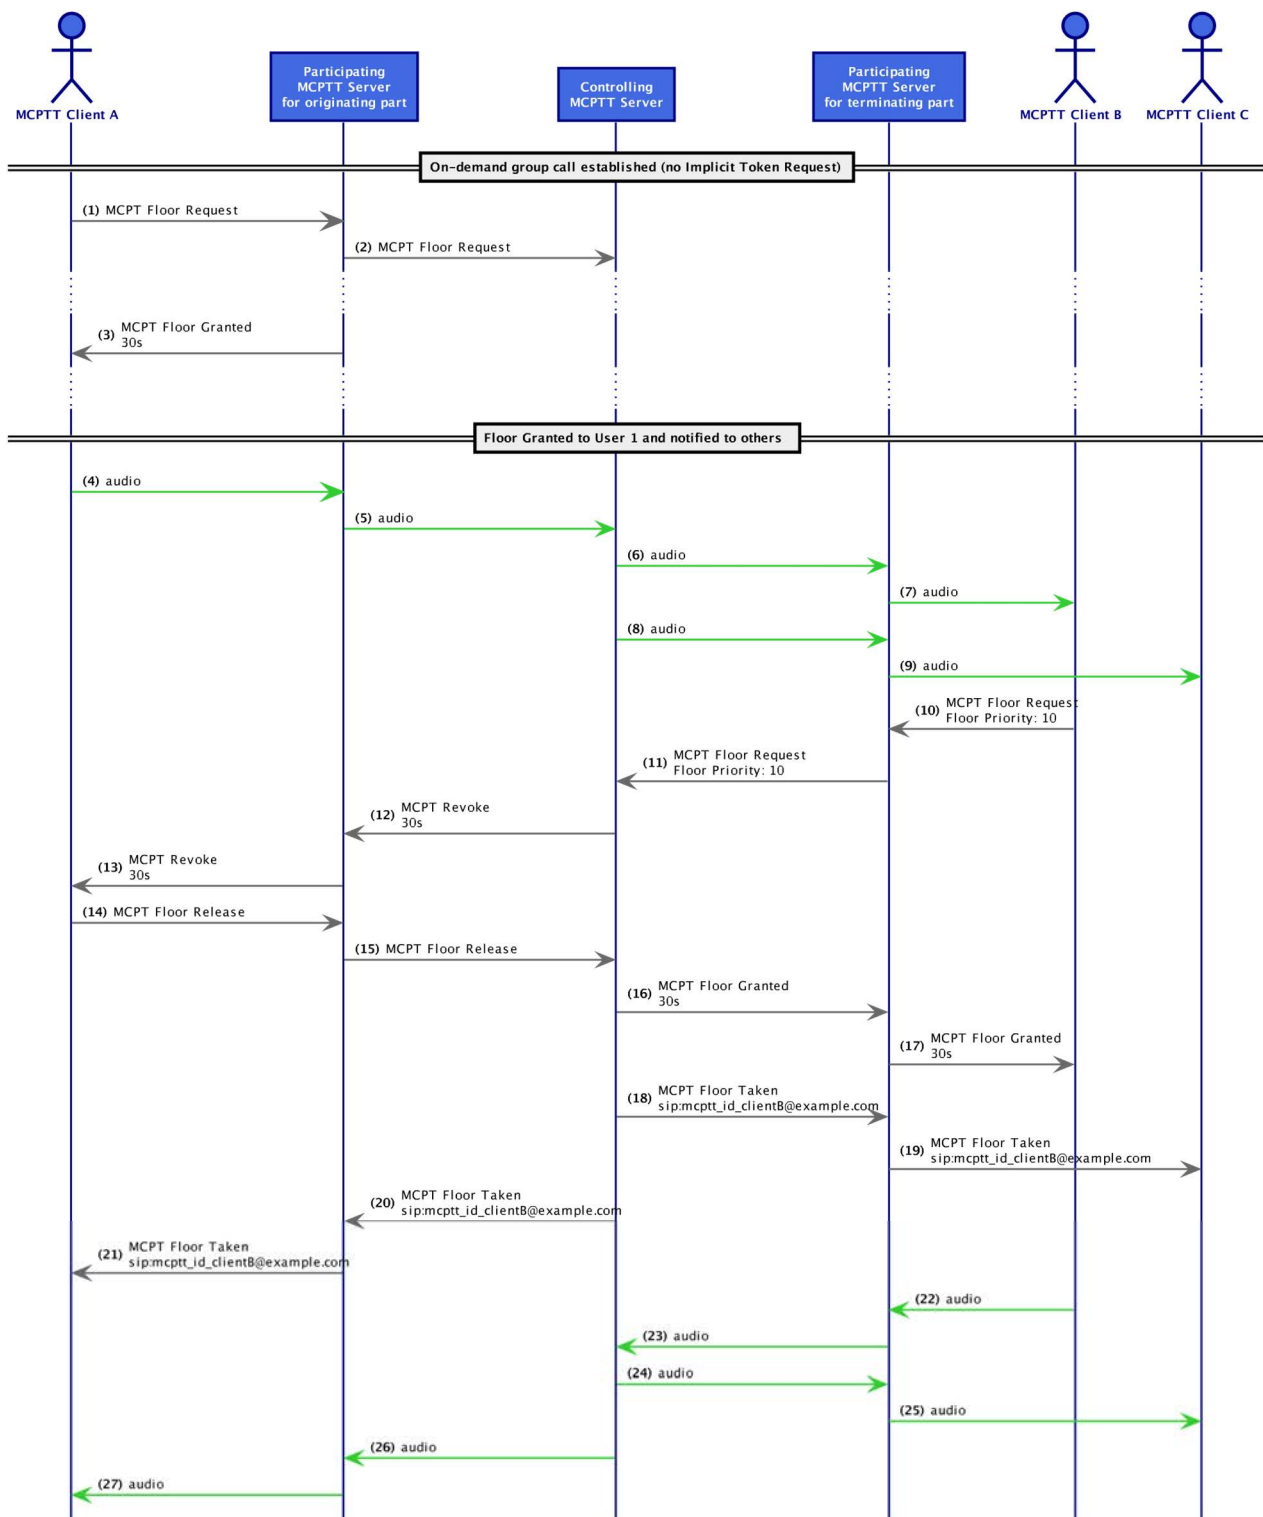 Participating
MCPTT Server
for originating part
Controlling
MCPTT Server
Participating
MCPTT Server
for terminating part
MCPTT Client A
MCPTT Client B
MCPTT Client C
On-demand group call established (no Implicit Token Request)
(1) MCPT Floor Request
(2) MCPT Floor Request
(3) MCPT Floor Granted
30s
Floor Granted to User 1 and notified to others
(4) audio
(5) audio
(6) audio
(7) audio
(8) audio
(9) audio
(10) MCPT Floor Request
Floor Priority: 10
(11) MCPT Floor Request
Floor Priority: 10
(12) MCPT Revoke
30s
(13) MCPT Revoke
30s
(14) MCPT Floor Release
(15) MCPT Floor Release
(16) MCPT Floor Granted
30s
(17) MCPT Floor Granted
30s
(18) MCPT Floor Taken
sip:mcptt_id_clientB@example.com
(19) MCPT Floor Taken
sip:mcptt_id_clientB@example.com
(20) MCPT Floor Taken
sip:mcptt_id_clientB@example.com
(21) MCPT Floor Taken
sip:mcptt_id_clientB@example.com
(22) audio
(23) audio
(24) audio
(25) audio
(26) audio
(27) audio